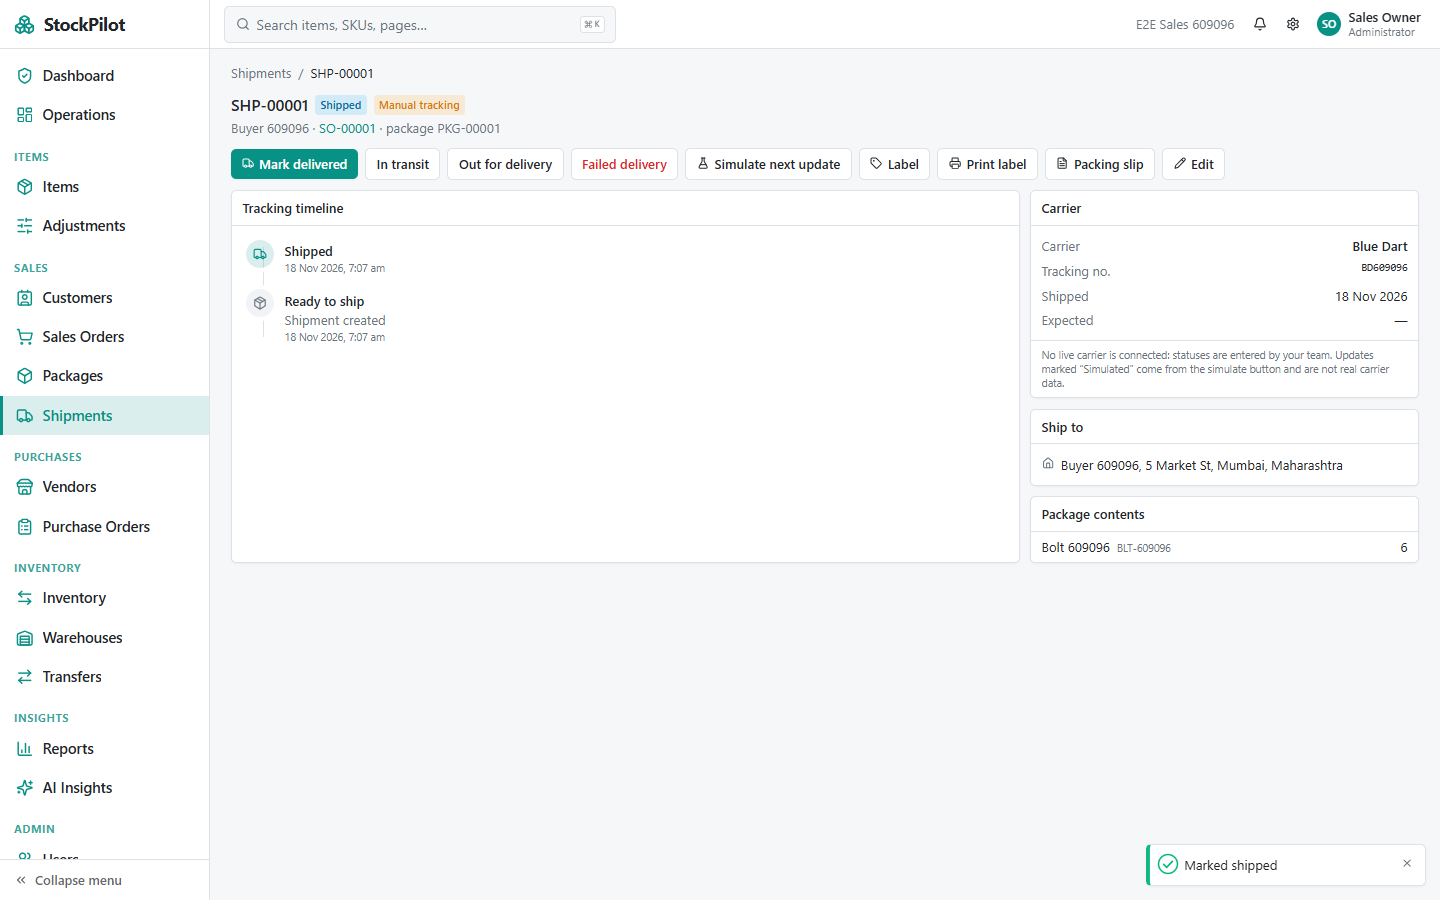 StockPilot
Search items, SKUs, pages...
⌘ K
E2E Sales 609096
SO
Sales Owner
Administrator
Dashboard
Operations
ITEMS
Items
Adjustments
SALES
Customers
Sales Orders
Packages
Shipments
PURCHASES
Vendors
Purchase Orders
INVENTORY
Inventory
Warehouses
Transfers
INSIGHTS
Reports
AI Insights
ADMIN
Users
Collapse menu
Shipments / SHP-00001
SHP-00001 Shipped Manual tracking
Buyer 609096 · SO-00001 · package PKG-00001
Mark delivered
In transit
Out for delivery
Failed delivery
Simulate next update
Label
Print label
Packing slip
Edit
Tracking timeline
Shipped
18 Nov 2026, 7:07 am
Ready to ship
Shipment created
18 Nov 2026, 7:07 am
Carrier
Carrier Blue Dart
Tracking no. BD609096
Shipped 18 Nov 2026
Expected —
No live carrier is connected: statuses are entered by your team. Updates
marked "Simulated" come from the simulate button and are not real carrier
data.
Ship to
Buyer 609096, 5 Market St, Mumbai, Maharashtra
Package contents
Bolt 609096 BLT-609096 6
Marked shipped